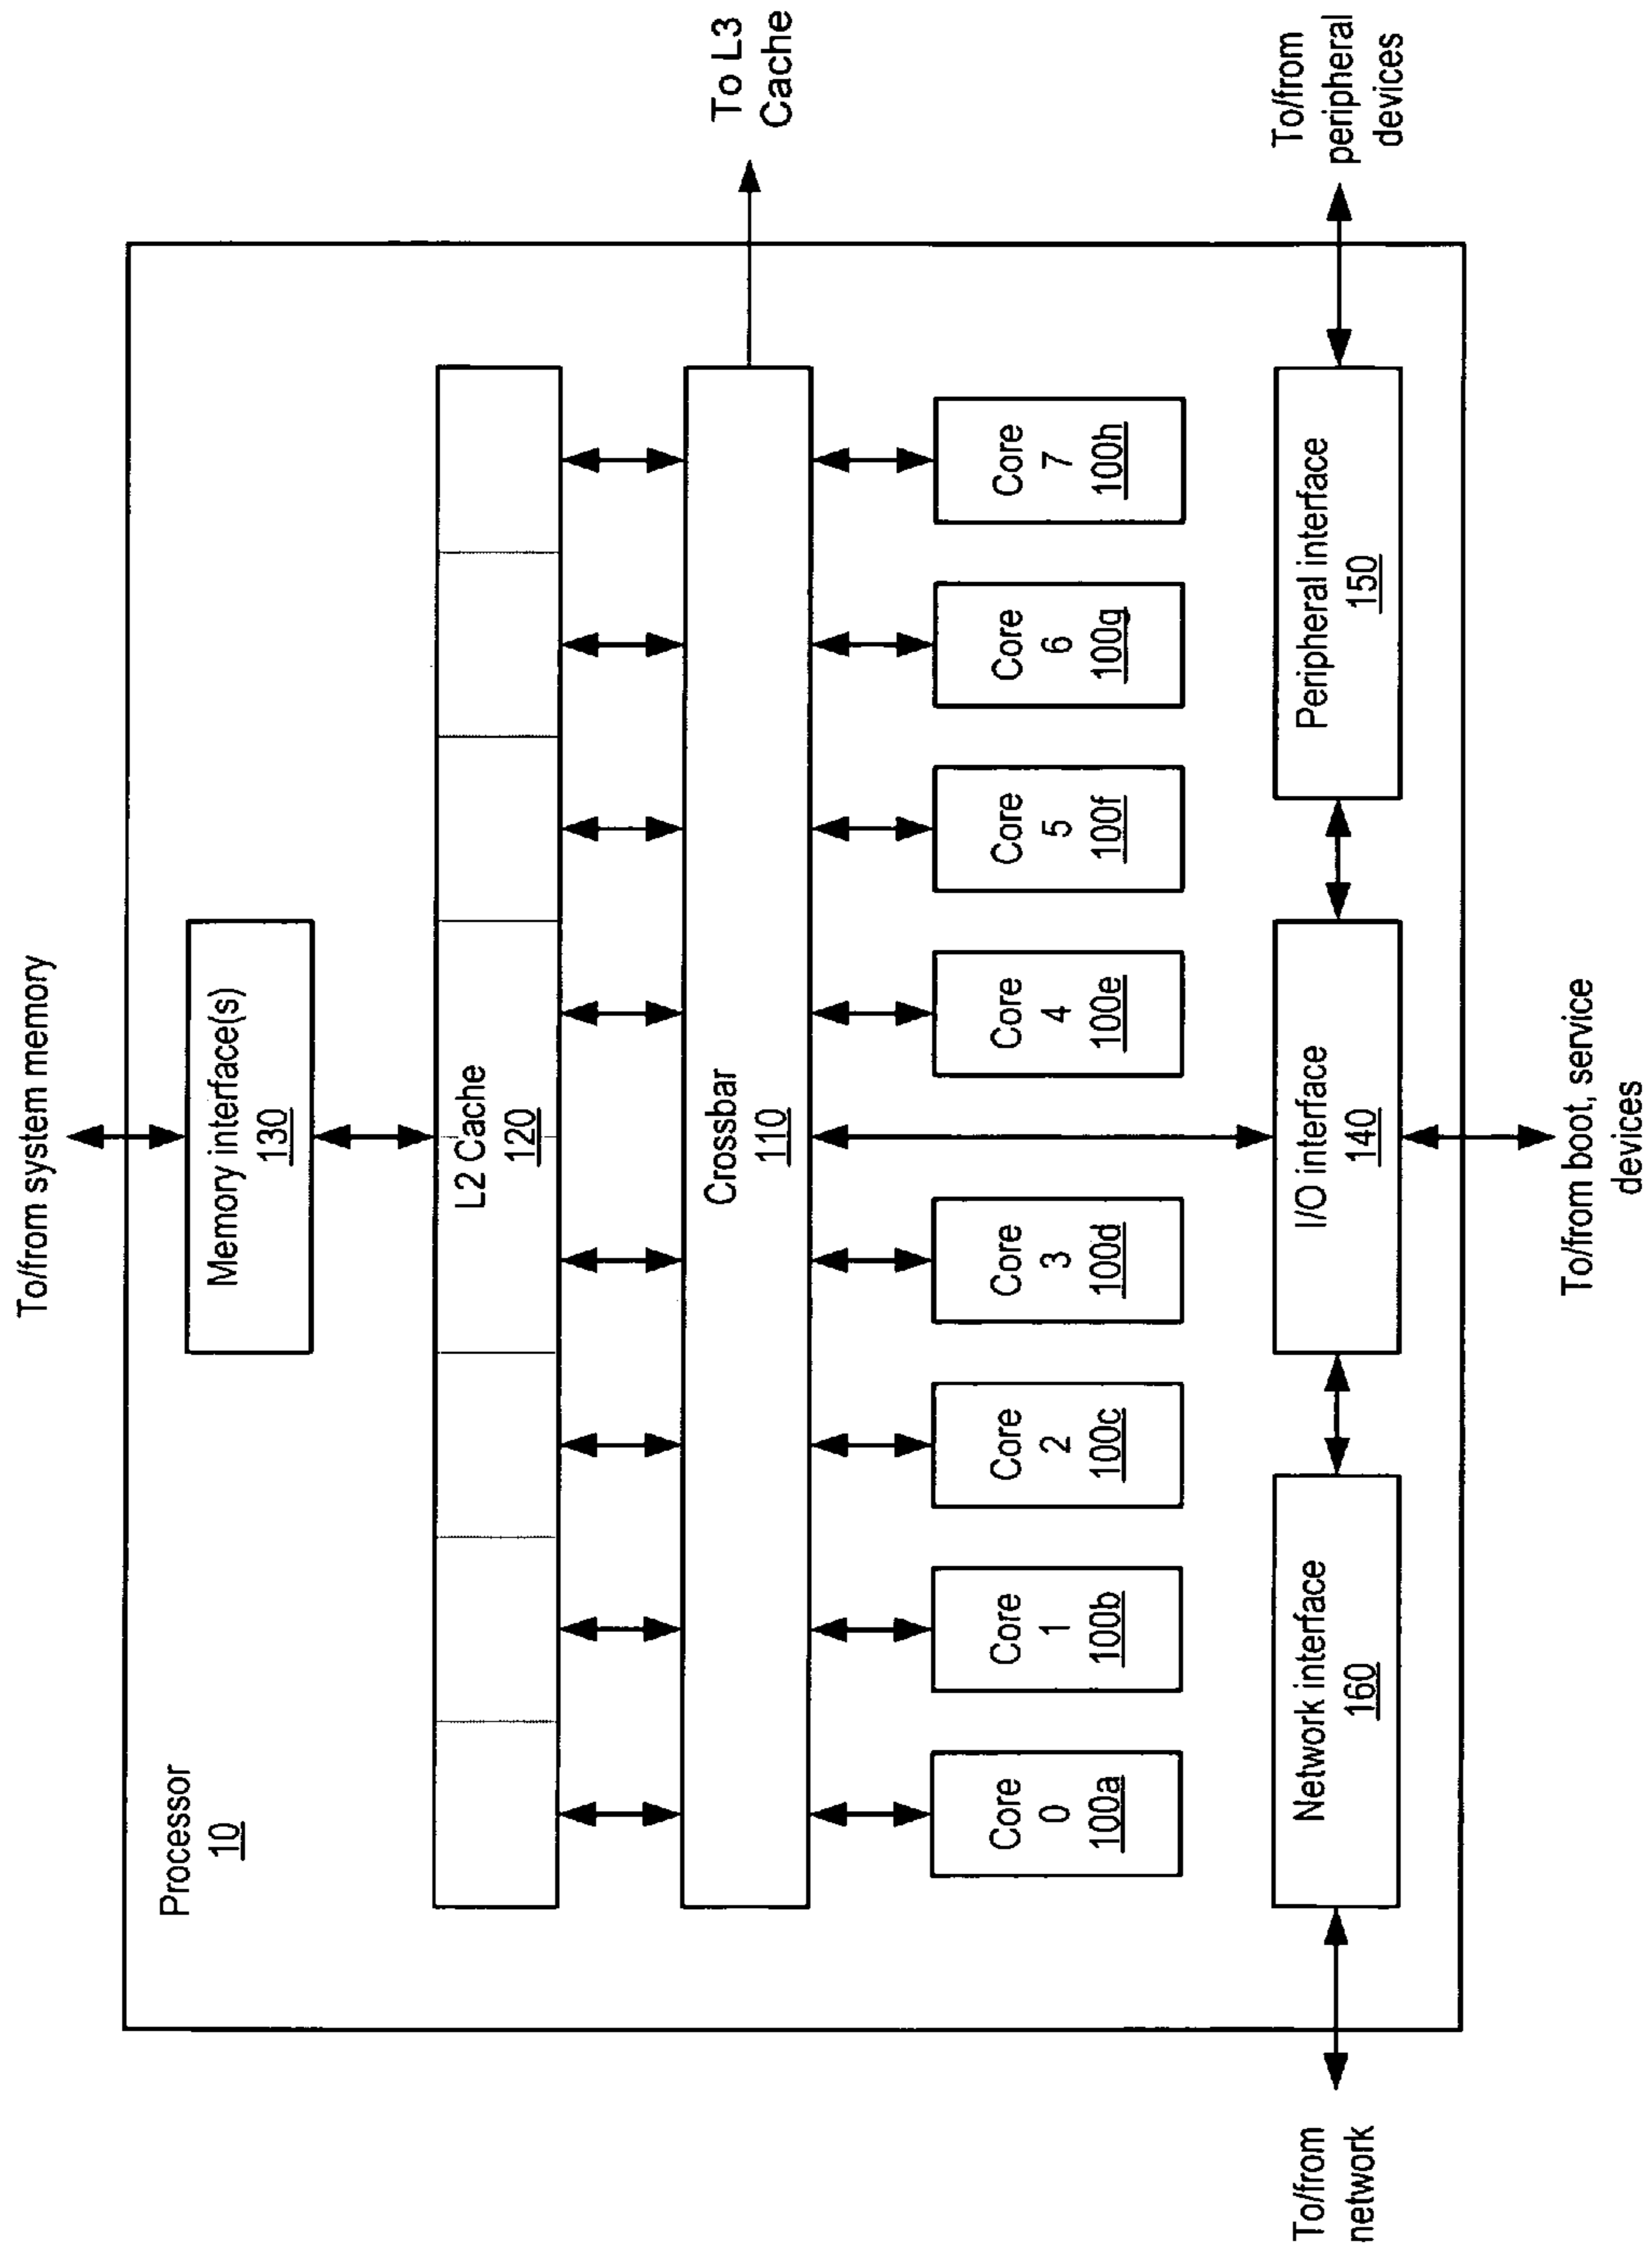 To/from system memory
Processor
10
Memory interface(s)
130
L2 Cache
120
Crossbar
110
To L3
Cache
Core
0
100a
Core
1
100b
Core
2
100c
Core
3
100d
Core
4
100e
Core
5
100f
Core
6
100g
Core
7
100h
Network interface
160
I/O interface
140
Peripheral interface
150
To/from
network
To/from boot, service
devices
To/from
peripheral
devices